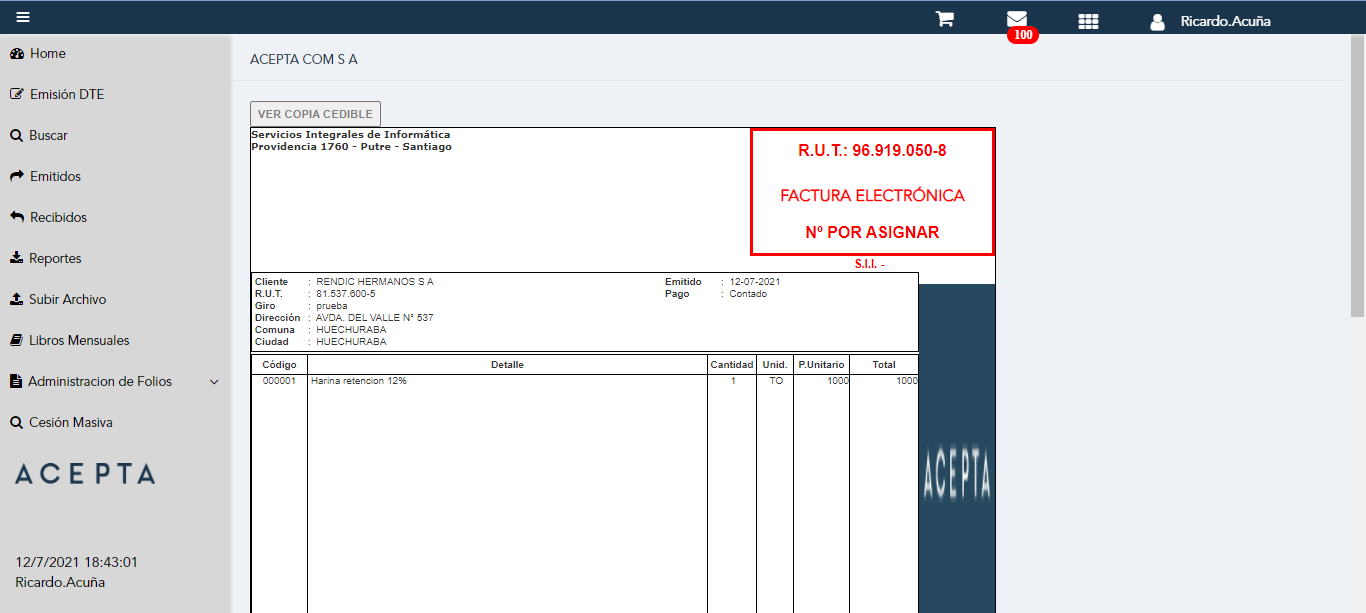 Ricardo.Acuña
100
Home
Emisión DTE
Buscar
Emitidos
Recibidos
Reportes
Subir Archivo
Libros Mensuales
Administracion de Folios
Cesión Masiva
ACEPTA
12/7/2021 18:43:01
Ricardo.Acuña
ACEPTA COM S A
VER COPIA CEDIBLE
Servicios Integrales de Informática
Providencia 1760 - Putre - Santiago
R.U.T.: 96.919.050-8
FACTURA ELECTRÓNICA
Nº POR ASIGNAR
S.I.I. -
Cliente : RENDIC HERMANOS S A Emitido : 12-07-2021
R.U.T. : 81.537.600-5 Pago : Contado
Giro : prueba
Dirección : AVDA. DEL VALLE N° 537
Comuna : HUECHURABA
Ciudad : HUECHURABA
Código Detalle Cantidad Unid. P.Unitario Total
000001 Harina retencion 12% 1 TO 1000 1000
ACEPTA